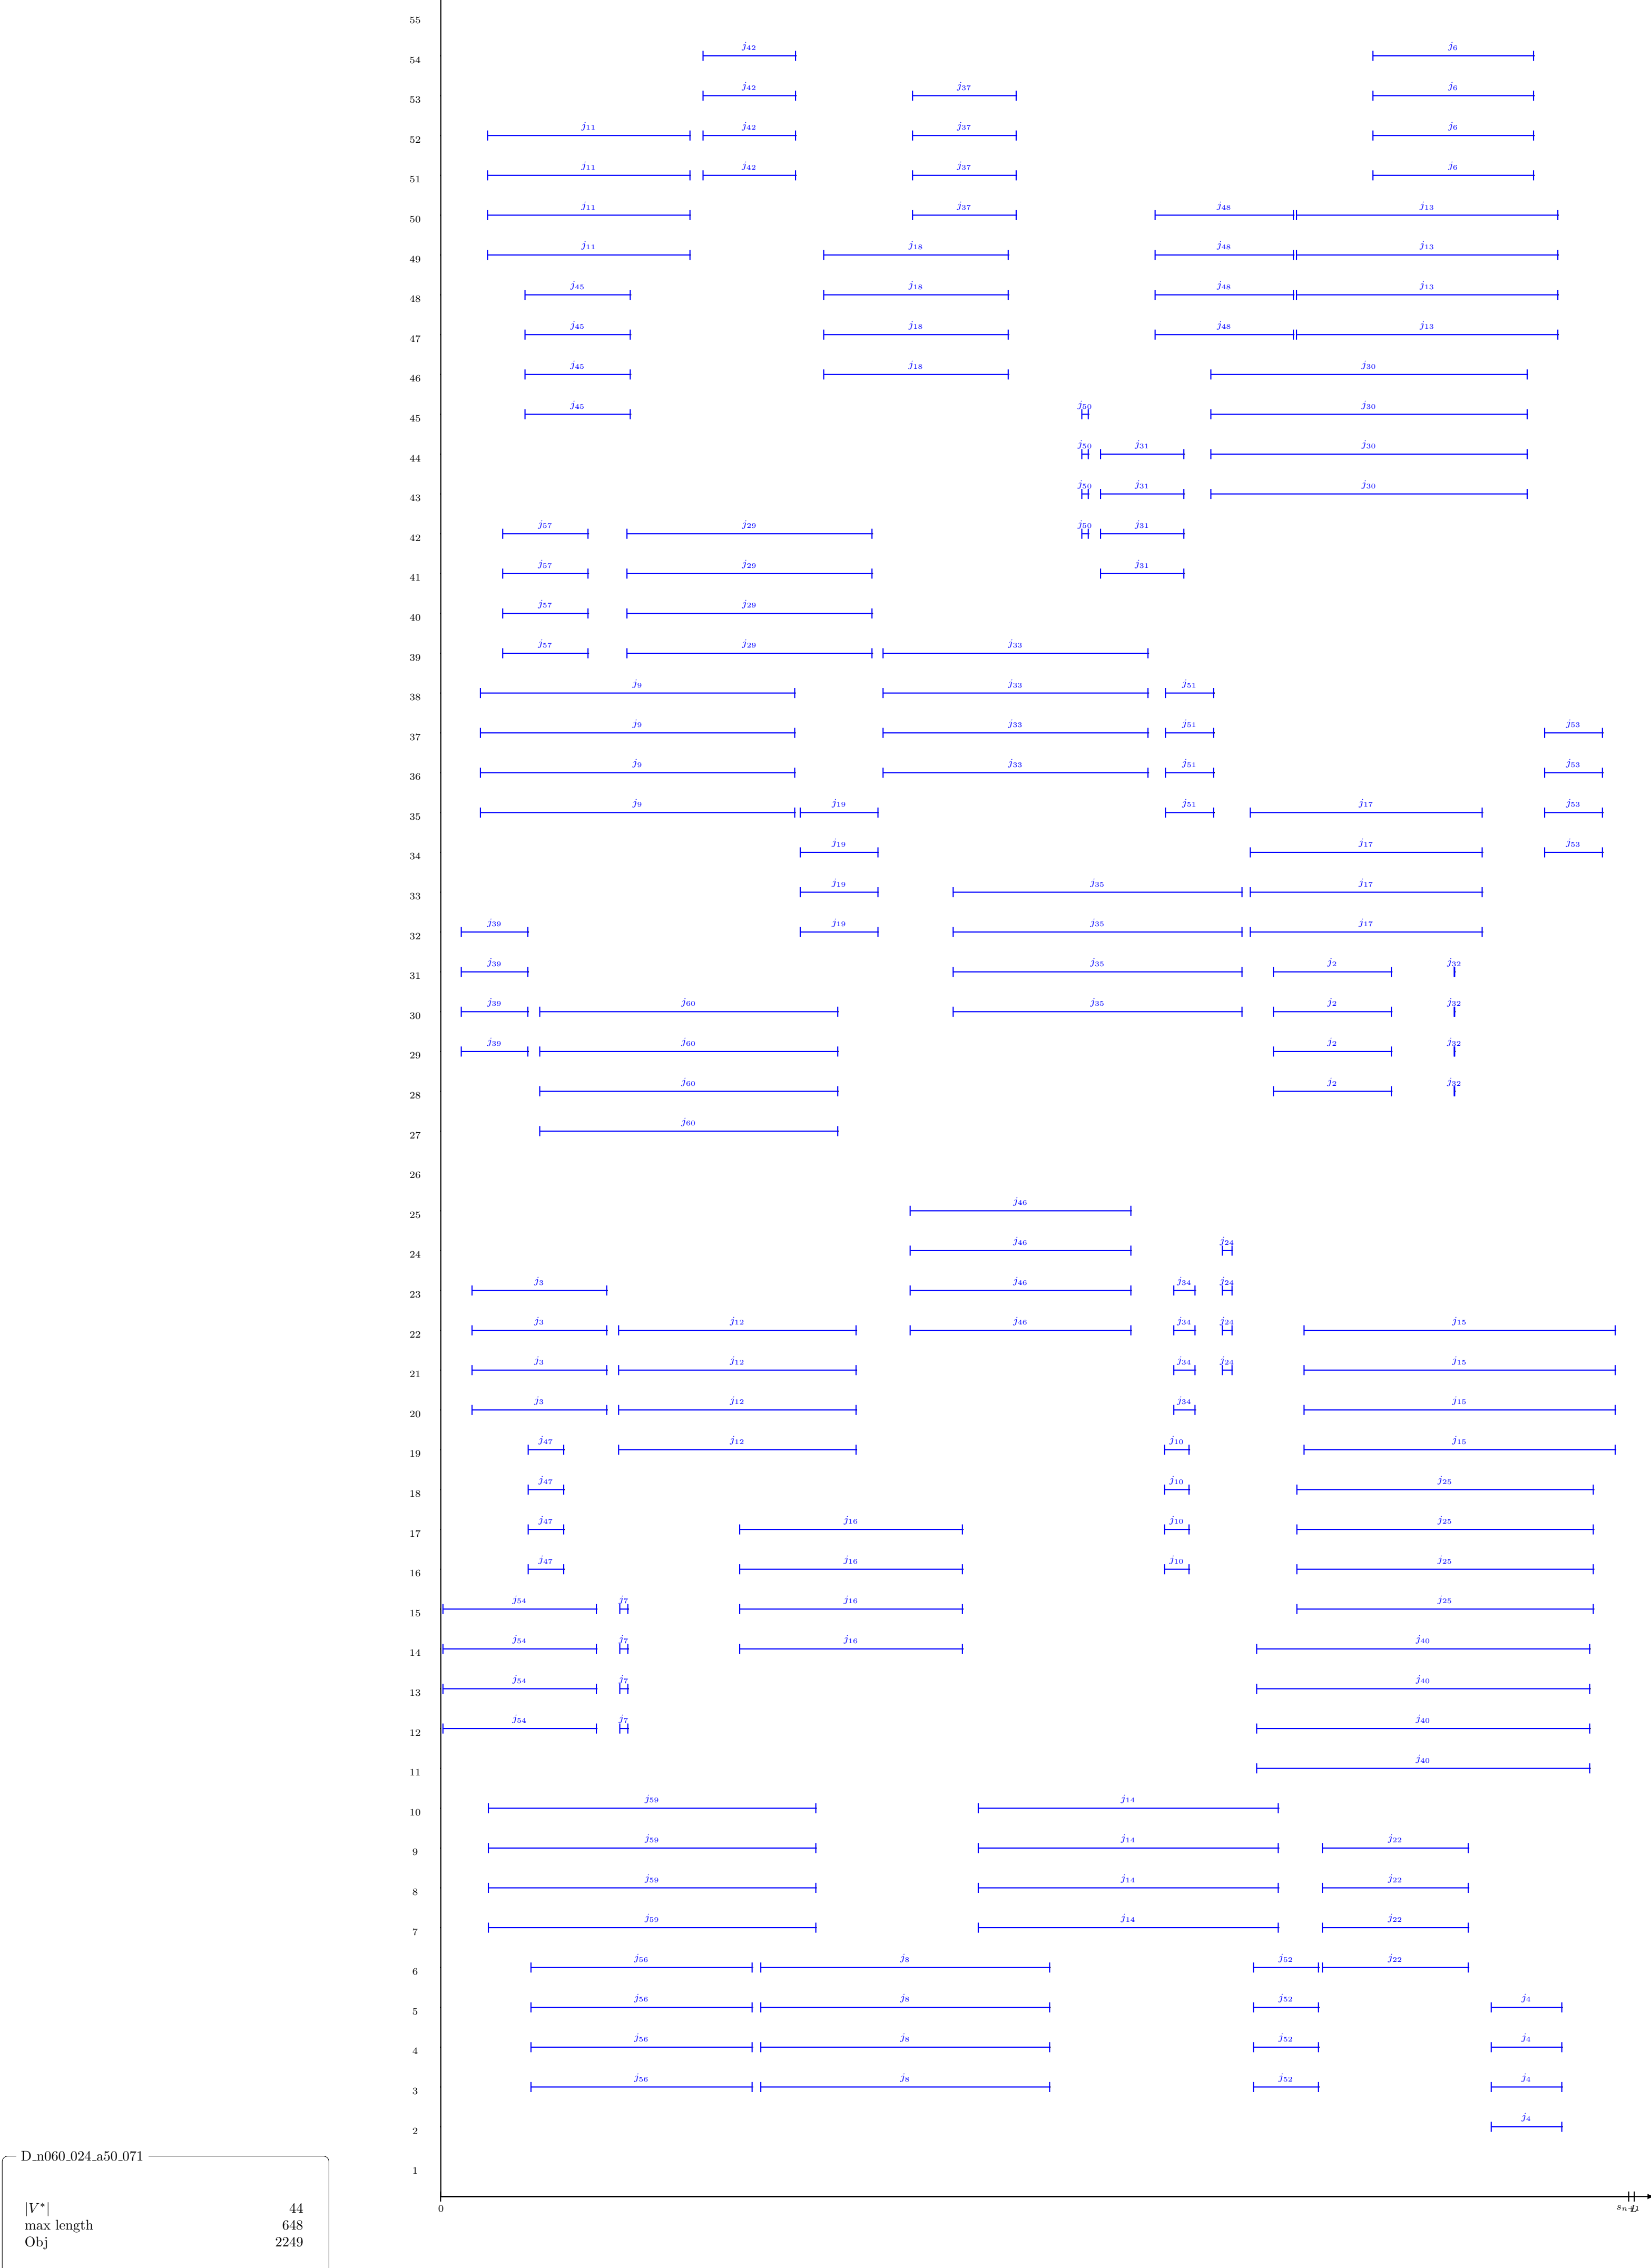 55
j42 j6
54
j42 j37 j6
53
j11 j42 j6
52
j11 j42 j37 j6
51
j11 j37 j48 j13
50
j11 j18 j48 j13
49
j45 j18 j48 j13
48
j45 j18 j48 j13
47
j45 j18 j30
46
j45 j50 j30
45
j50 j31 j30
44
j50 j31 j30
43
j57 j29 j50 j31
42
j57 j29 j31
41
j57 j29
40
j57 j29 j33
39
j9 j33 j51
38
j9 j33 j51 j53
37
j9 j33 j51 j53
36
j9 j19 j51 j17 j53
35
j19 j17 j53
34
j19 j35 j17
33
j39 j19 j35 j17
32
j39 j35 j2 j32
31
j39 j60 j35 j2 j32
30
j39 j60 j2 j32
29
j60 j2 j32
28
j60
27
26
j46
25
j46 j24
24
j3 j46 j34 j24
23
j3 j12 j46 j34 j24 j15
22
j3 j12 j34 j24 j15
21
j3 j12 j34 j15
20
j47 j12 j10 j15
19
j47 j10 j25
18
j47 j16 j10 j25
17
j47 j16 j10 j25
16
j54 j7 j16 j25
15
j54 j7 j16 j40
14
j54 j7 j40
13
j54 j7 j40
12
j40
11
j59 j14
10
j59 j14 j22
9
j59 j14 j22
8
j59 j14 j22
7
j56 j8 j52 j22
6
j56 j8 j52 j4
5
j56 j8 j52 j4
4
j56 j8 j52 j4
3
j4
2
D_n060_024_a50_071
1
|V*| 44
0
max length 648
Obj 2249